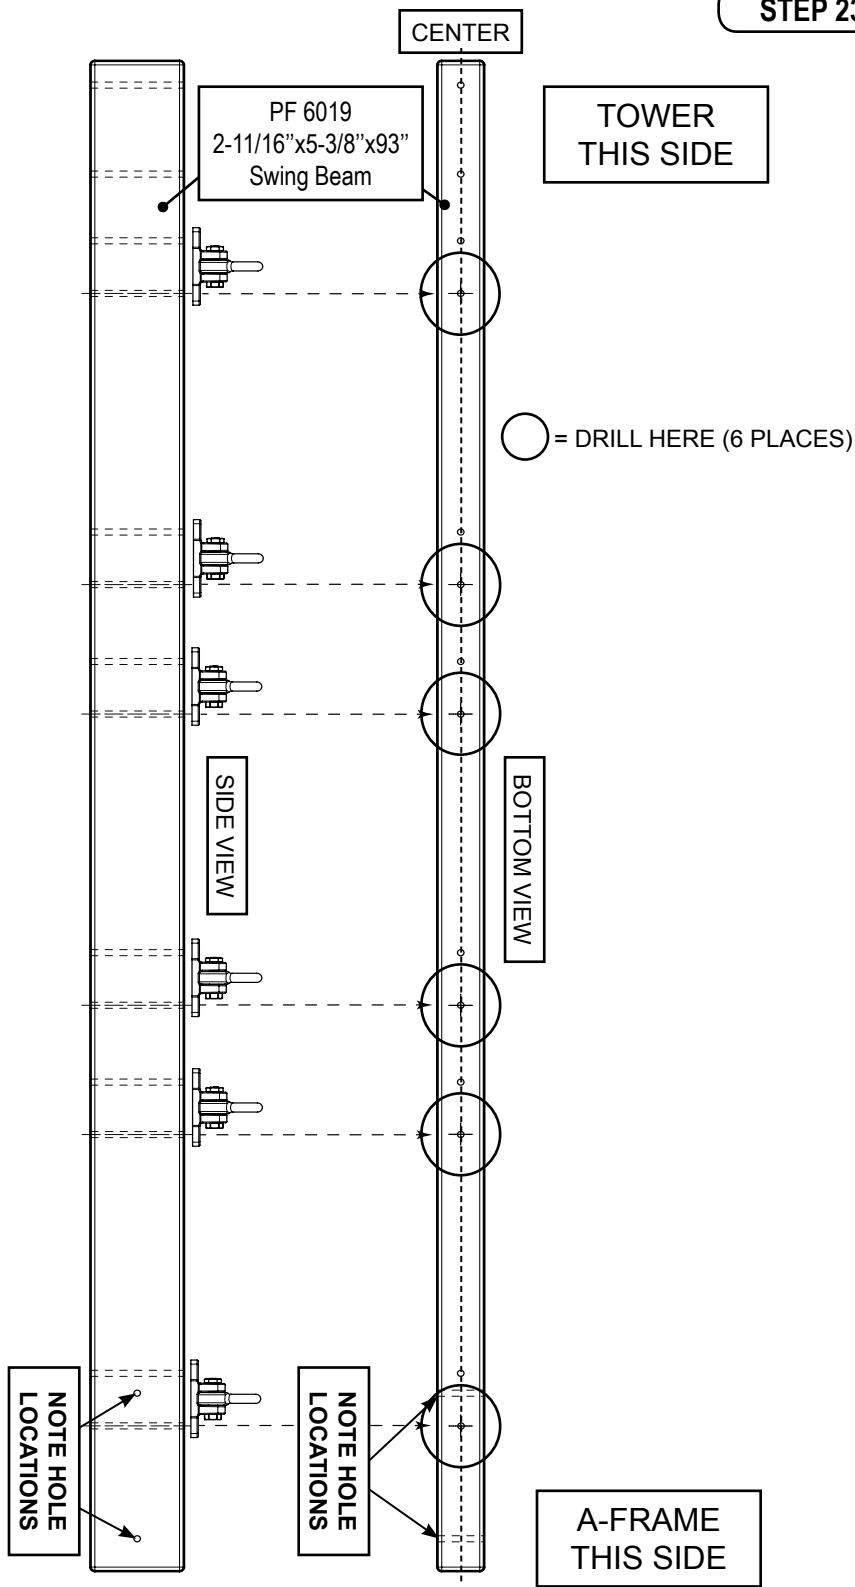 STEP 23
CENTER
PF 6019
2-11/16”x5-3/8”x93”
Swing Beam
TOWER
THIS SIDE
= DRILL HERE (6 PLACES)
SIDE VIEW
BOTTOM VIEW
NOTE HOLE
LOCATIONS
NOTE HOLE
LOCATIONS
A-FRAME
THIS SIDE